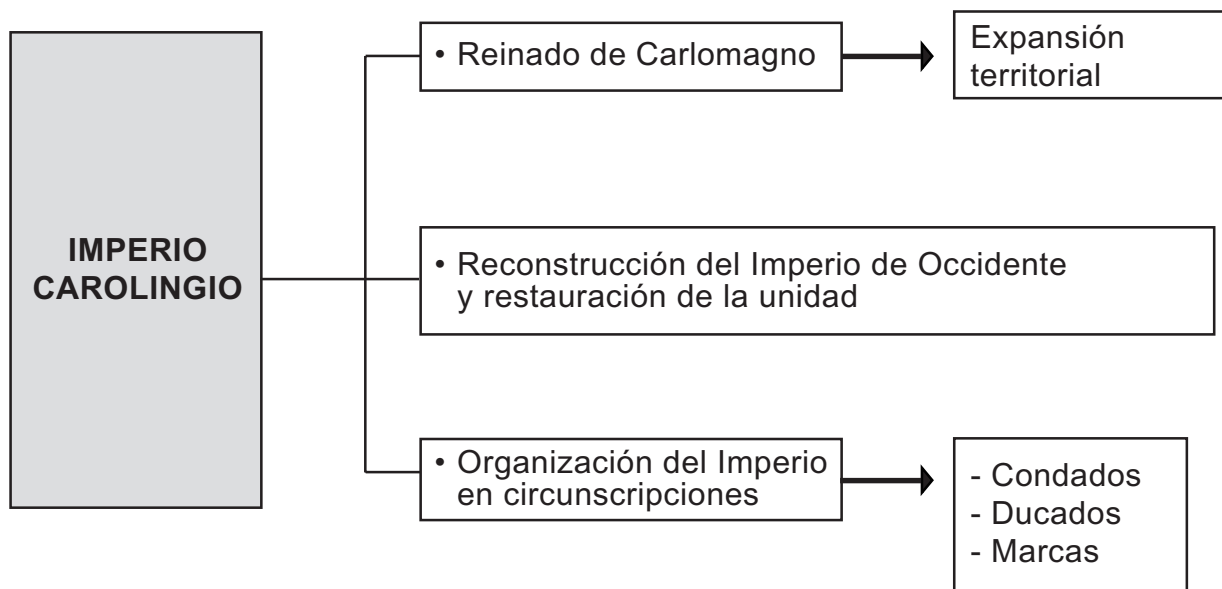 IMPERIO
CAROLINGIO
• Reinado de Carlomagno
Expansión
territorial
• Reconstrucción del Imperio de Occidente
y restauración de la unidad
• Organización del Imperio
en circunscripciones
- Condados
- Ducados
- Marcas